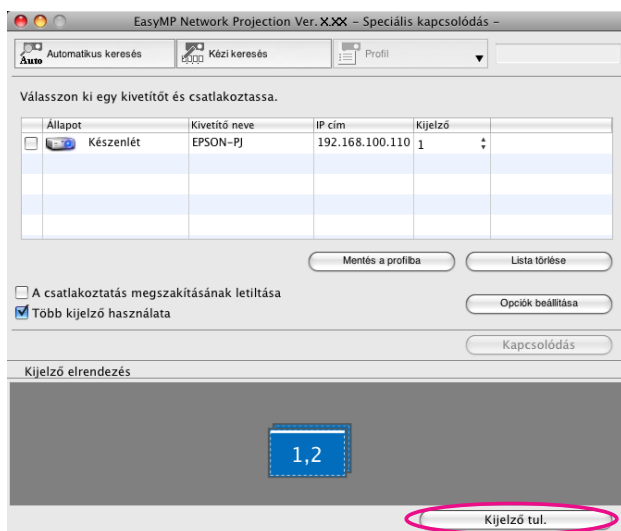 EasyMP Network Projection Ver. X.XX – Speciális kapcsolódás –
Auto Automatikus keresés Kézi keresés Profil
Válasszon ki egy kivetítőt és csatlakoztassa.
Állapot Kivetítő neve IP cím Kijelző
Készenlét EPSON-PJ 192.168.100.110 1
Mentés a profilba Lista törlése
A csatlakoztatás megszakításának letiltása
Opciók beállítása
Több kijelző használata
Kapcsolódás
Kijelző elrendezés
1,2
Kijelző tul.